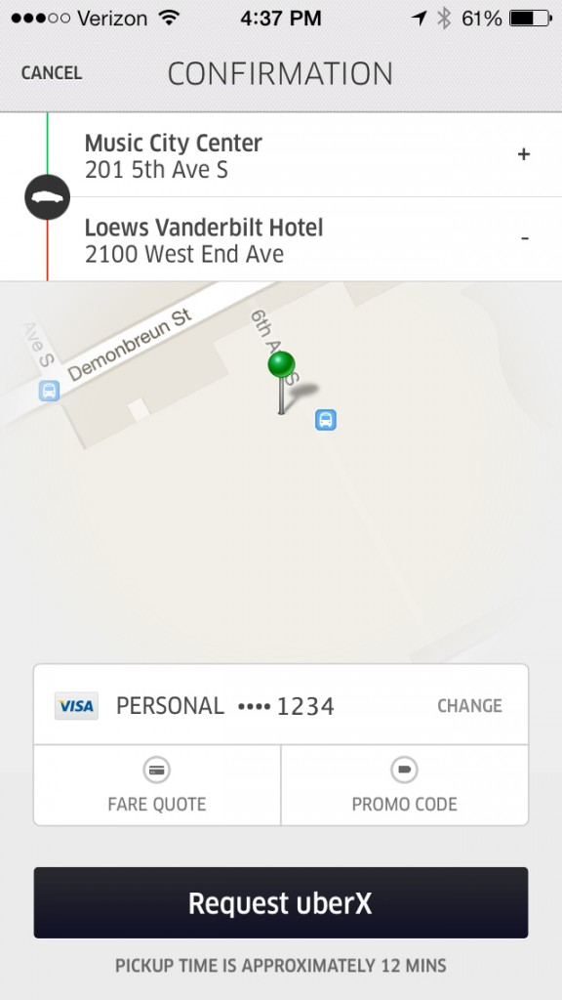 Verizon 4:37 PM 61%
CANCEL CONFIRMATION
Music City Center
201 5th Ave S
+
Loews Vanderbilt Hotel
2100 West End Ave
-
Ave S
Demonbreun St
6th Ave S
VISA PERSONAL •••• 1234 CHANGE
FARE QUOTE PROMO CODE
Request uberX
PICKUP TIME IS APPROXIMATELY 12 MINS